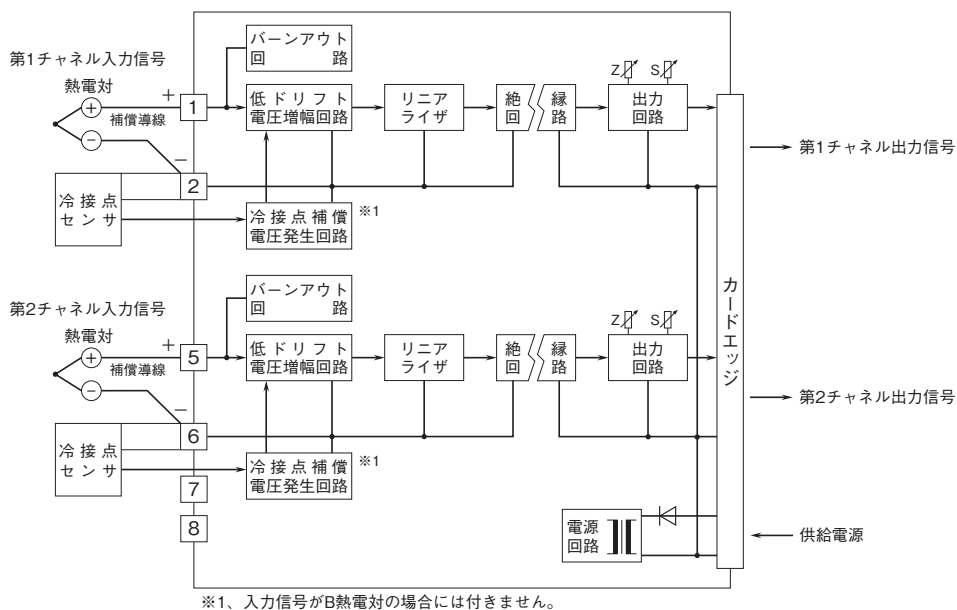 第1チャネル入力信号
熱電対
+
補償導線
−
1
2
冷接点
センサ
バーンアウト
回 路
低ドリフト
電圧増幅回路
リニア
ライザ
絶 縁
回 路
Z S
出力
回路
冷接点補償
電圧発生回路
※1
第1チャネル出力信号
第2チャネル入力信号
熱電対
+
補償導線
−
5
6
冷接点
センサ
7
8
バーンアウト
回 路
低ドリフト
電圧増幅回路
リニア
ライザ
絶 縁
回 路
Z S
出力
回路
冷接点補償
電圧発生回路
※1
カードエッジ
第2チャネル出力信号
電源
回路
供給電源
※1、入力信号がB熱電対の場合には付きません。